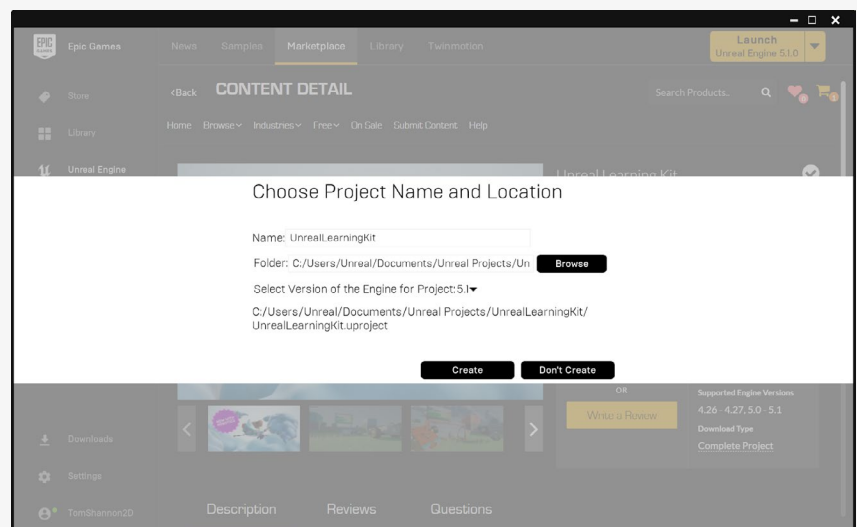 EPIC
GAMES
Epic Games
News Samples Marketplace Library Twinmotion
Launch
Unreal Engine 5.1.0
Store
<Back CONTENT DETAIL
Search Products..
Library
Home Browse Industries Free On Sale Submit Content Help
Unreal Engine
Unreal Learning Kit
Choose Project Name and Location
Name: UnrealLearningKit
Folder: C:/Users/Unreal/Documents/Unreal Projects/Un Browse
Select Version of the Engine for Project: 5.1
C:/Users/Unreal/Documents/Unreal Projects/UnrealLearningKit/
UnrealLearningKit.uproject
Create Don't Create
OR
Write a Review
Supported Engine Versions
4.26 - 4.27, 5.0 - 5.1
Download Type
Complete Project
Downloads
Settings
TomShannon2D
Description Reviews Questions